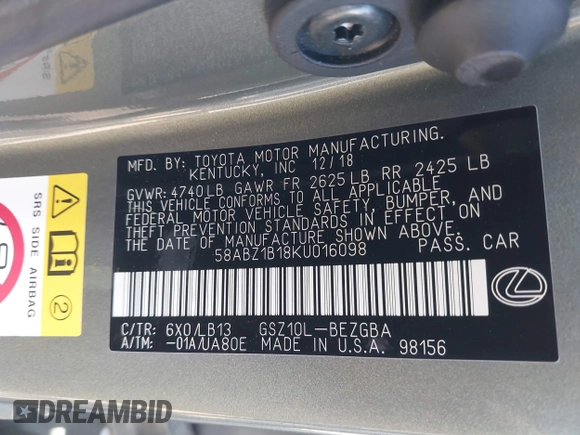 MFD. BY: TOYOTA MOTOR MANUFACTURING.
KENTUCKY, INC 12/18
GVWR: 4740LB GAWR FR 2625 LB RR 2425 LB
THIS VEHICLE CONFORMS TO ALL APPLICABLE
FEDERAL MOTOR VEHICLE SAFETY, BUMPER, AND
THEFT PREVENTION STANDARDS IN EFFECT ON
THE DATE OF MANUFACTURE SHOWN ABOVE.
58ABZ1B18KU016098 PASS. CAR
C/TR: 6X0/LB13 GSZ10L-BEZGBA
A/TM: -01A/UA80E MADE IN U.S.A. 98156
SRS SIDE AIRBAG
2
DREAMBID